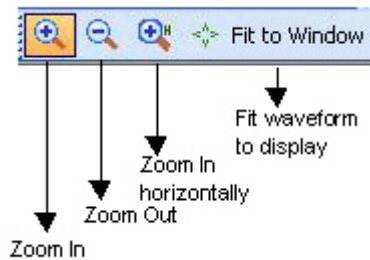 H
Fit to Window
Fit waveform
to display
Zoom In
horizontally
Zoom Out
Zoom In